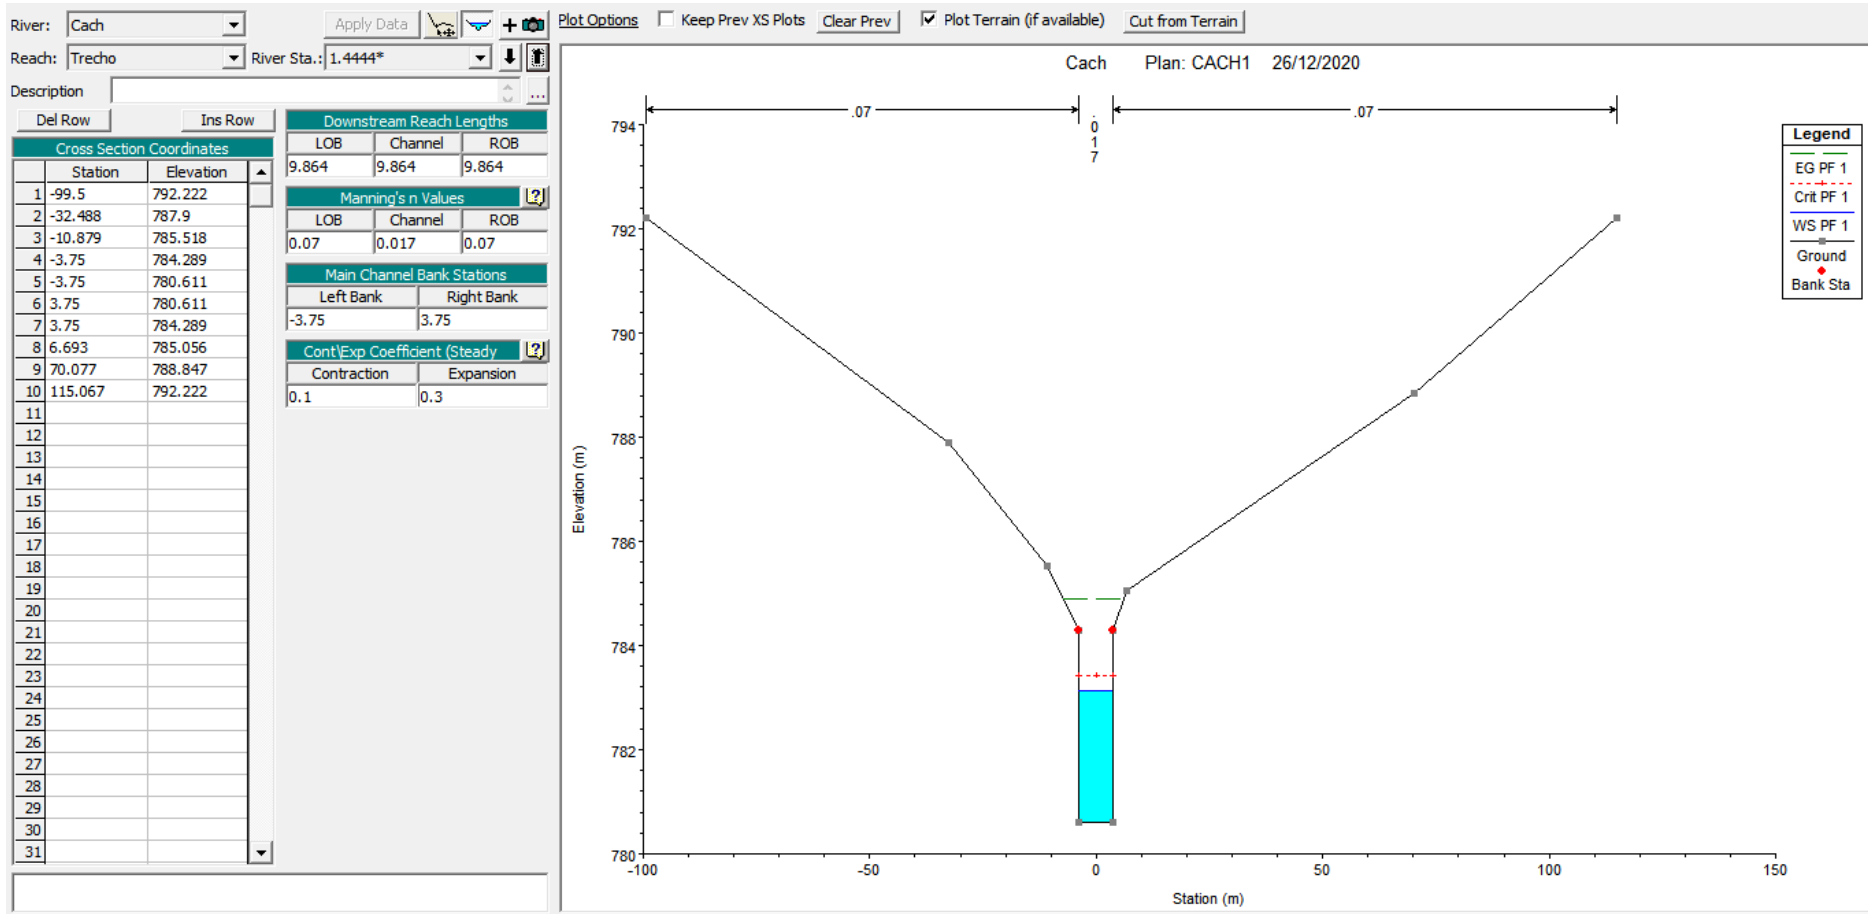 River: Cach Apply Data
Reach: Trecho River Sta.: 1.4444*
Description ...
Del Row Ins Row
Cross Section Coordinates
Station Elevation
1 -99.5 792.222
2 -32.488 787.9
3 -10.879 785.518
4 -3.75 784.289
5 -3.75 780.611
6 3.75 780.611
7 3.75 784.289
8 6.693 785.056
9 70.077 788.847
10 115.067 792.222
11
12
13
14
15
16
17
18
19
20
21
22
23
24
25
26
27
28
29
30
31
Downstream Reach Lengths
LOB Channel ROB
9.864 9.864 9.864
Manning's n Values ?
LOB Channel ROB
0.07 0.017 0.07
Main Channel Bank Stations
Left Bank Right Bank
-3.75 3.75
Cont\Exp Coefficient (Steady ?
Contraction Expansion
0.1 0.3
Plot Options Keep Prev XS Plots Clear Prev Plot Terrain (if available) Cut from Terrain
Cach Plan: CACH1 26/12/2020
.07 .017 .07
794
792
790
788
786
784
782
780
Elevation (m)
-100 -50 0 50 100 150
Station (m)
Legend
EG PF 1
Crit PF 1
WS PF 1
Ground
Bank Sta